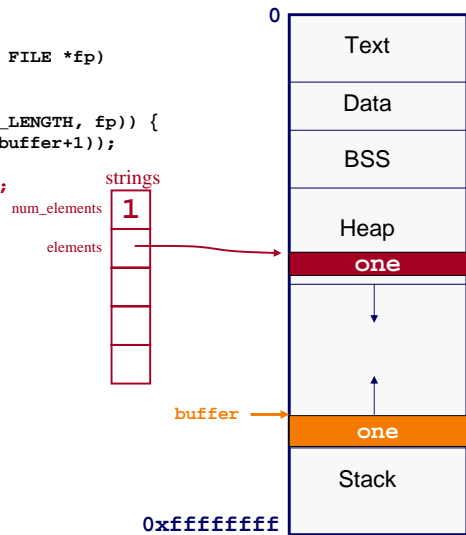 0
FILE *fp)
_LENGTH, fp)) {
buffer+1));
;
strings
num_elements
1
elements
Text
Data
BSS
Heap
one
buffer
one
Stack
0xffffffff